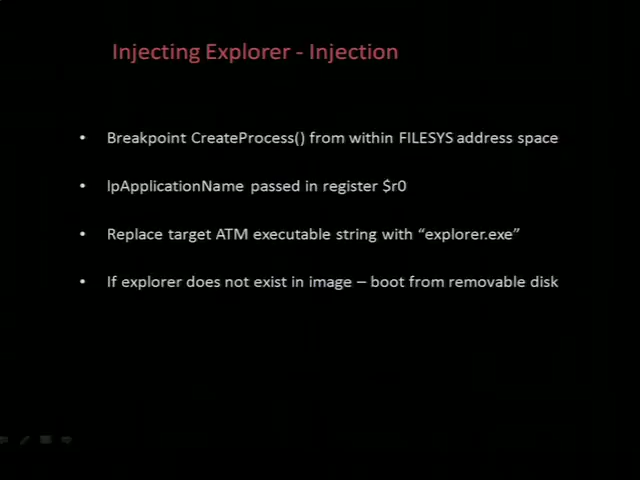 Injecting Explorer - Injection
• Breakpoint CreateProcess() from within FILESYS address space
• lpApplicationName passed in register $r0
• Replace target ATM executable string with “explorer.exe”
• If explorer does not exist in image – boot from removable disk